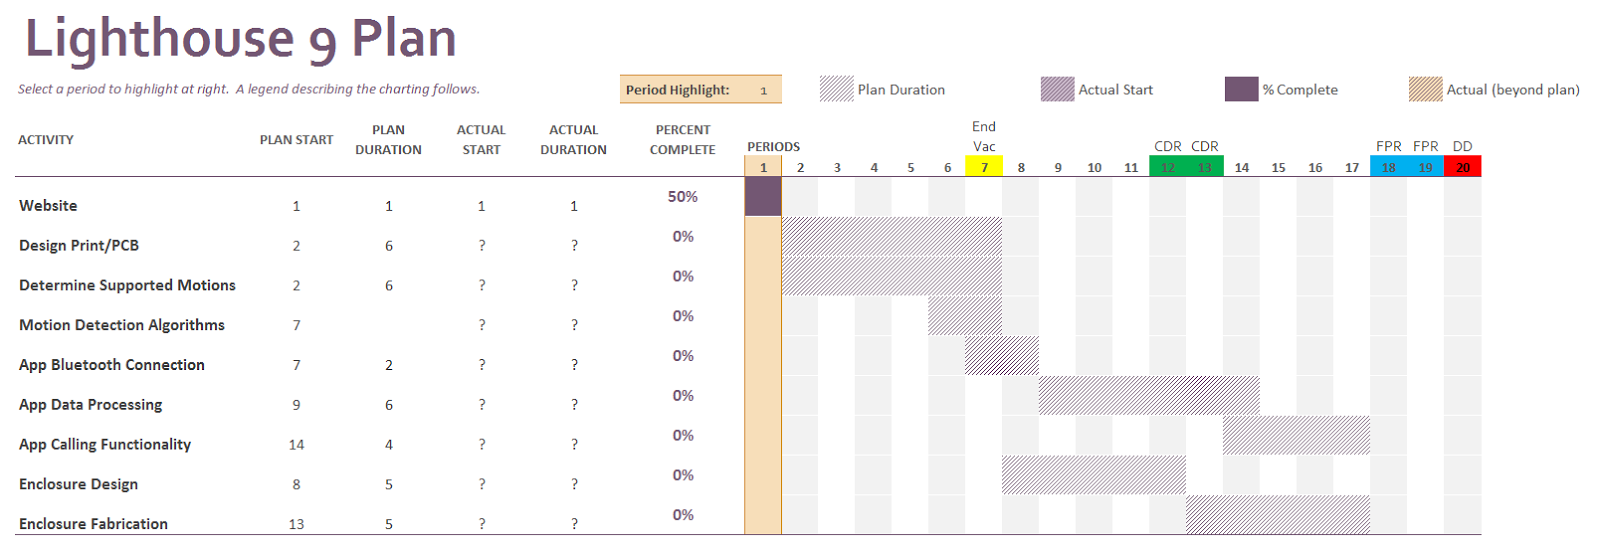 Lighthouse 9 Plan
Select a period to highlight at right.  A legend describing the charting follows.
Period Highlight: 1
Plan Duration
Actual Start
% Complete
Actual (beyond plan)
ACTIVITY
PLAN START
PLAN
DURATION
ACTUAL
START
ACTUAL
DURATION
PERCENT
COMPLETE
PERIODS
End
Vac
CDR CDR
FPR FPR DD
1 2 3 4 5 6 7 8 9 10 11 12 13 14 15 16 17 18 19 20
Website 1 1 1 1 50%
Design Print/PCB 2 6 ? ? 0%
Determine Supported Motions 2 6 ? ? 0%
Motion Detection Algorithms 7 ? ? 0%
App Bluetooth Connection 7 2 ? ? 0%
App Data Processing 9 6 ? ? 0%
App Calling Functionality 14 4 ? ? 0%
Enclosure Design 8 5 ? ? 0%
Enclosure Fabrication 13 5 ? ? 0%